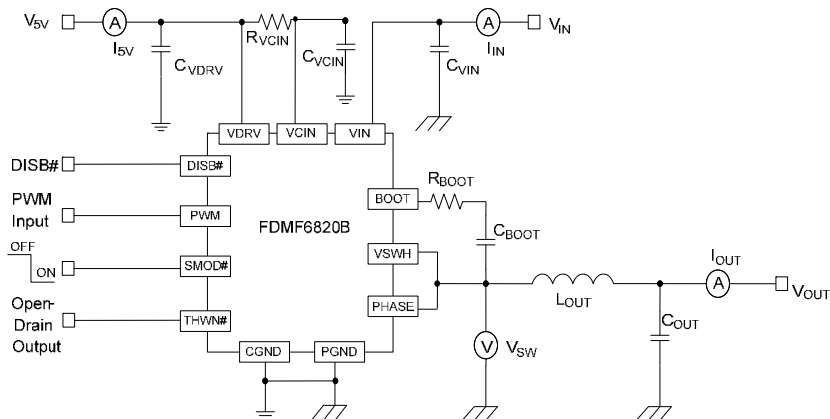 V5V
A
I5V
RVCIN
CVDRV
CVCIN
CVIN
A
IIN
VIN
VDRV
VCIN
VIN
DISB#
DISB#
PWM
Input
PWM
OFF
ON
SMOD#
Open-
Drain
Output
THWN#
FDMF6820B
BOOT
RBOOT
CBOOT
VSWH
PHASE
LOUT
IOUT
A
VOUT
COUT
V
VSW
CGND
PGND